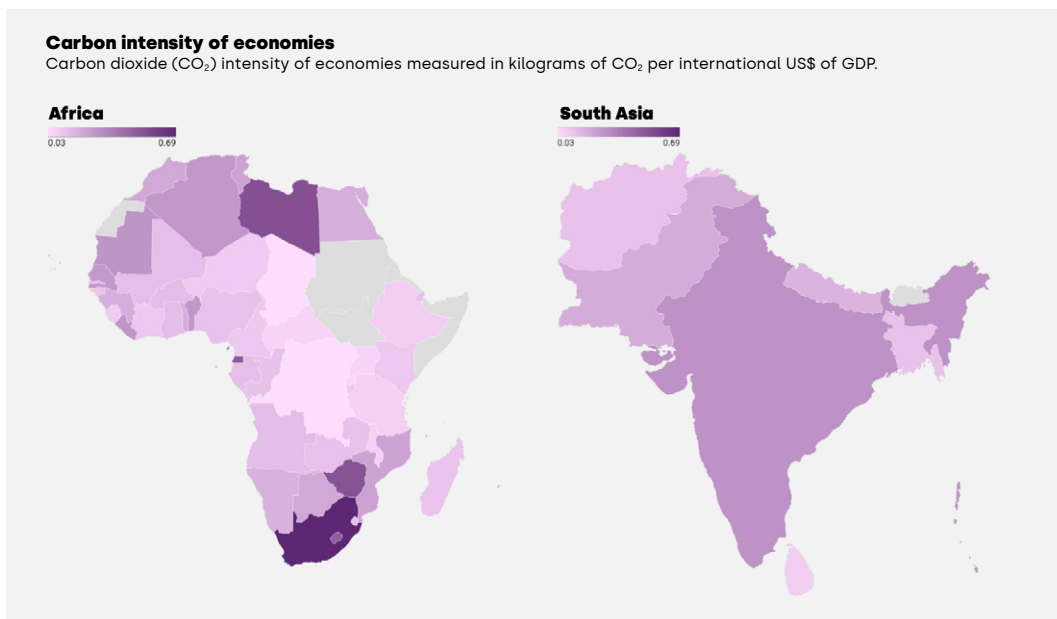 Carbon intensity of economies
Carbon dioxide (CO₂) intensity of economies measured in kilograms of CO₂ per international US$ of GDP.
Africa
0.03 0.69
South Asia
0.03 0.69